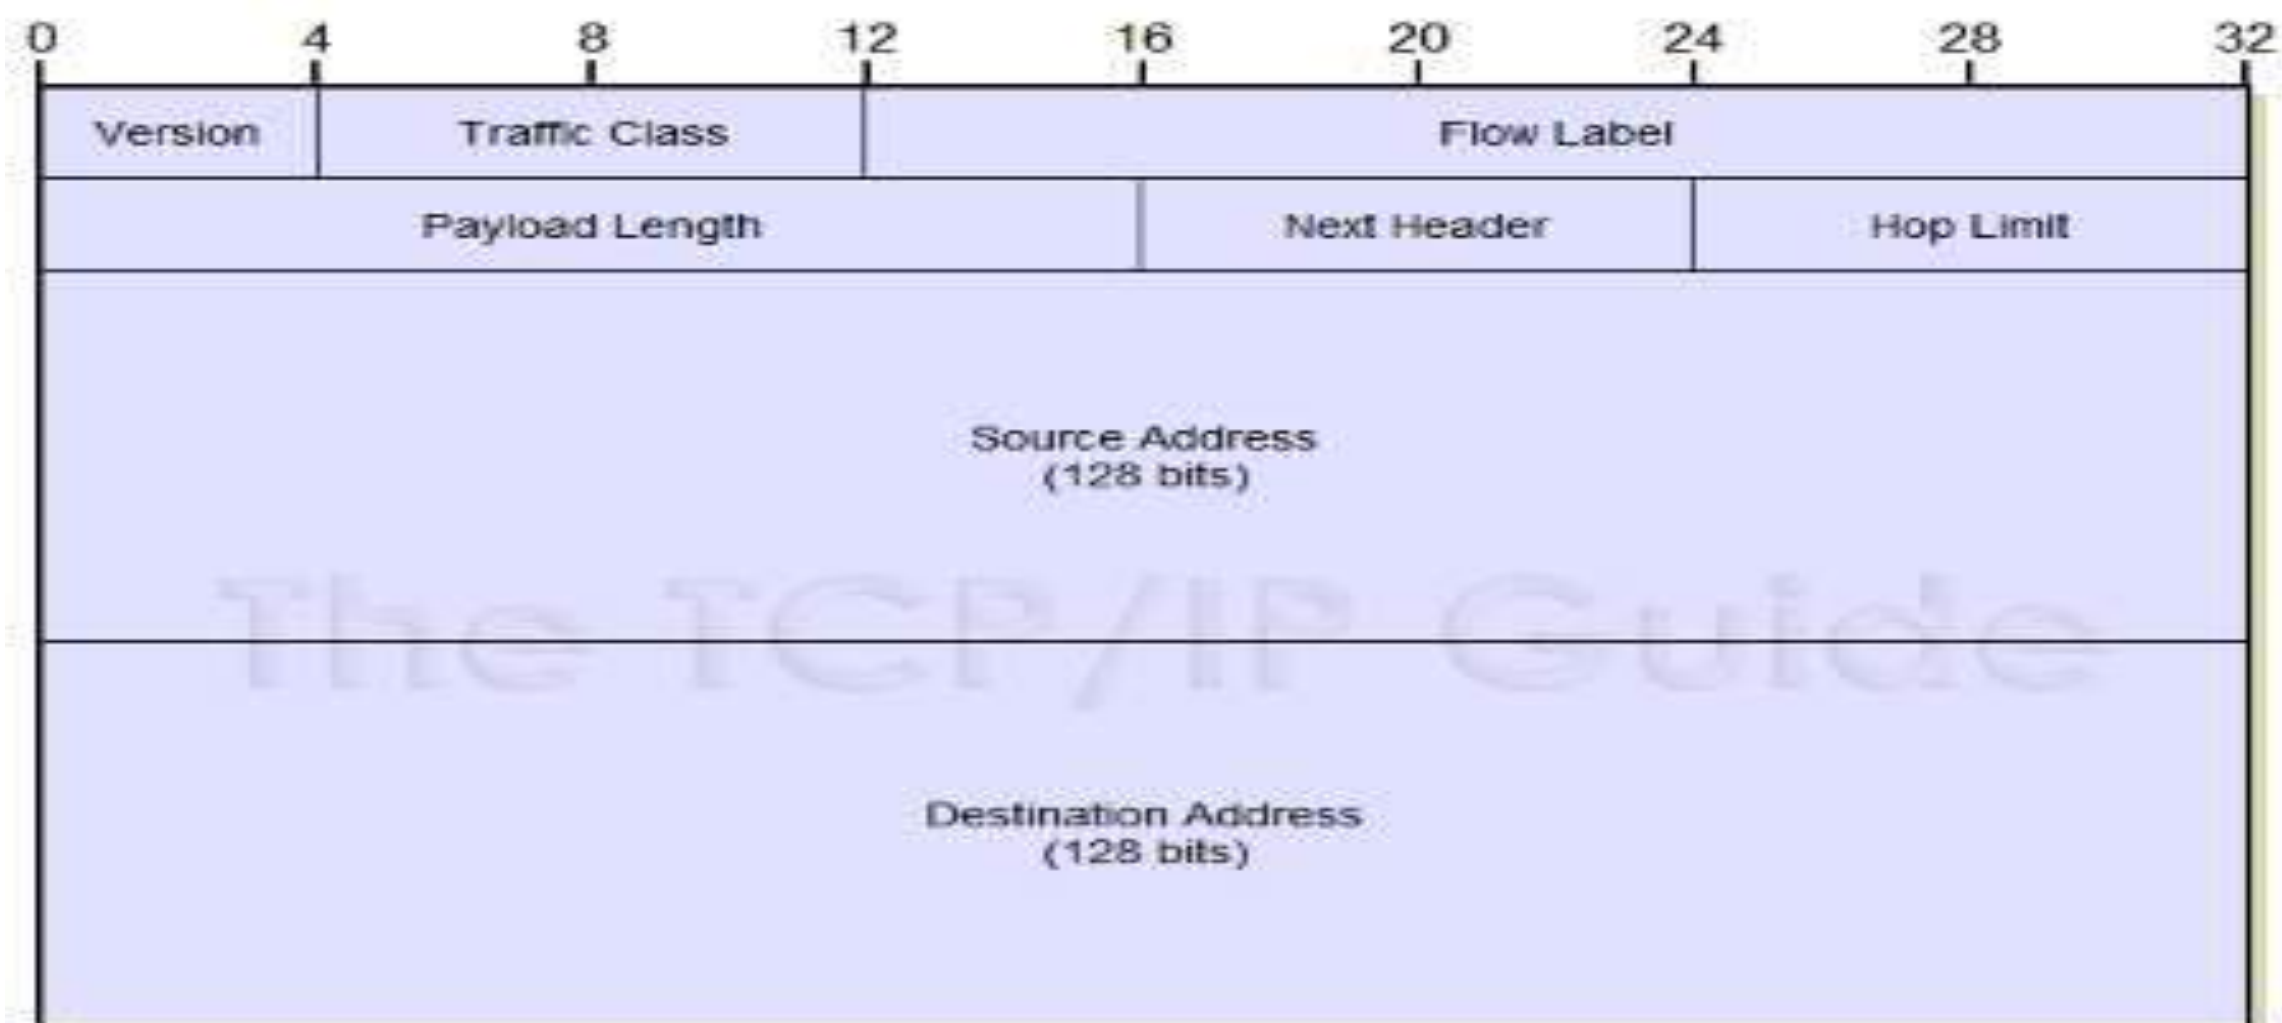 0 4 8 12 16 20 24 28 32
Version Traffic Class Flow Label
Payload Length Next Header Hop Limit
Source Address
(128 bits)
The TCP/IP Guide
Destination Address
(128 bits)